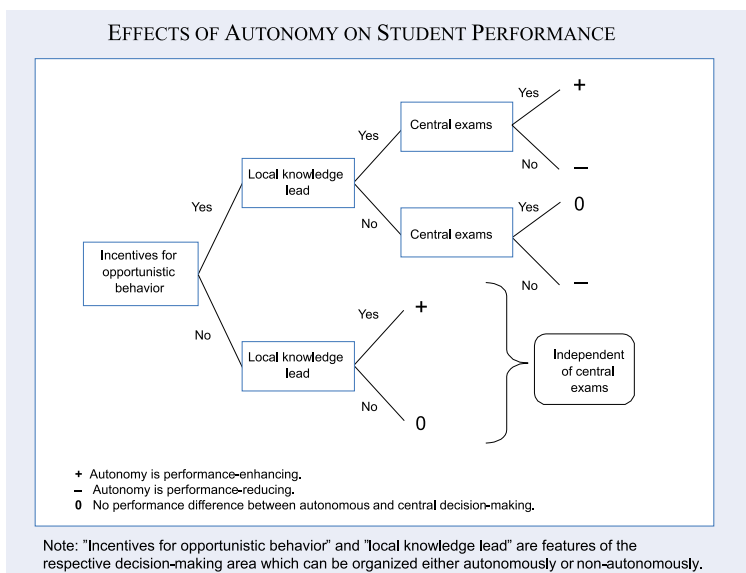 EFFECTS OF AUTONOMY ON STUDENT PERFORMANCE
Yes
+
Central exams
Yes
No
–
Local knowledge
lead
Yes
0
Yes
No
Central exams
Incentives for
opportunistic
behavior
No
–
Yes
+
No
Local knowledge
lead
Independent
of central
exams
No
0
+ Autonomy is performance-enhancing.
– Autonomy is performance-reducing.
0 No performance difference between autonomous and central decision-making.
Note: "Incentives for opportunistic behavior" and "local knowledge lead" are features of the
respective decision-making area which can be organized either autonomously or non-autonomously.